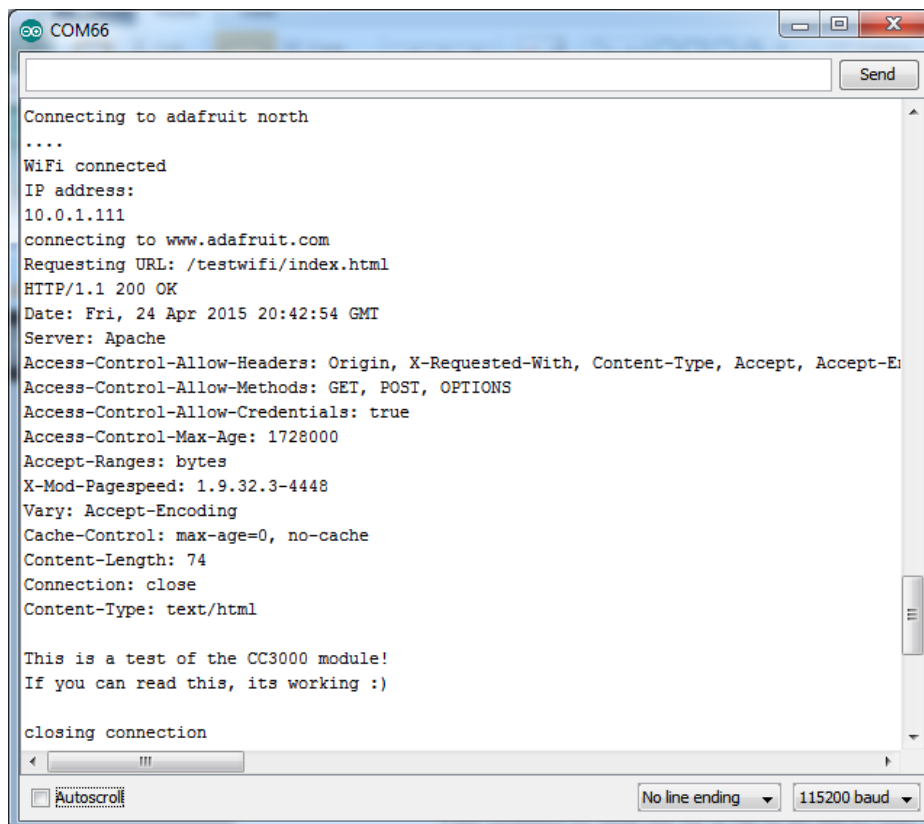 COM66
Send
Connecting to adafruit north
....
WiFi connected
IP address:
10.0.1.111
connecting to www.adafruit.com
Requesting URL: /testwifi/index.html
HTTP/1.1 200 OK
Date: Fri, 24 Apr 2015 20:42:54 GMT
Server: Apache
Access-Control-Allow-Headers: Origin, X-Requested-With, Content-Type, Accept, Accept-En
Access-Control-Allow-Methods: GET, POST, OPTIONS
Access-Control-Allow-Credentials: true
Access-Control-Max-Age: 1728000
Accept-Ranges: bytes
X-Mod-Pagespeed: 1.9.32.3-4448
Vary: Accept-Encoding
Cache-Control: max-age=0, no-cache
Content-Length: 74
Connection: close
Content-Type: text/html
This is a test of the CC3000 module!
If you can read this, its working :)
closing connection
Autoscroll
No line ending
115200 baud